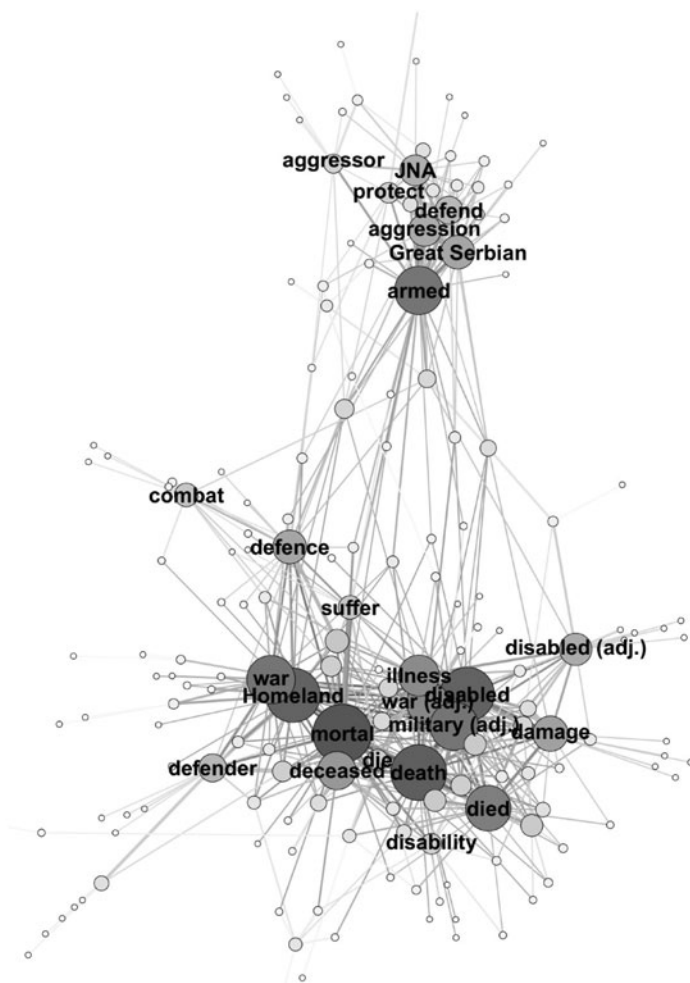 aggressor
JNA
protect
defend
aggression
Great Serbian
armed
combat
defence
suffer
disabled (adj.)
illness
war
disabled
Homeland
war (adj.)
military (adj.)
damage
mortal
die
defender
deceased
death
died
disability